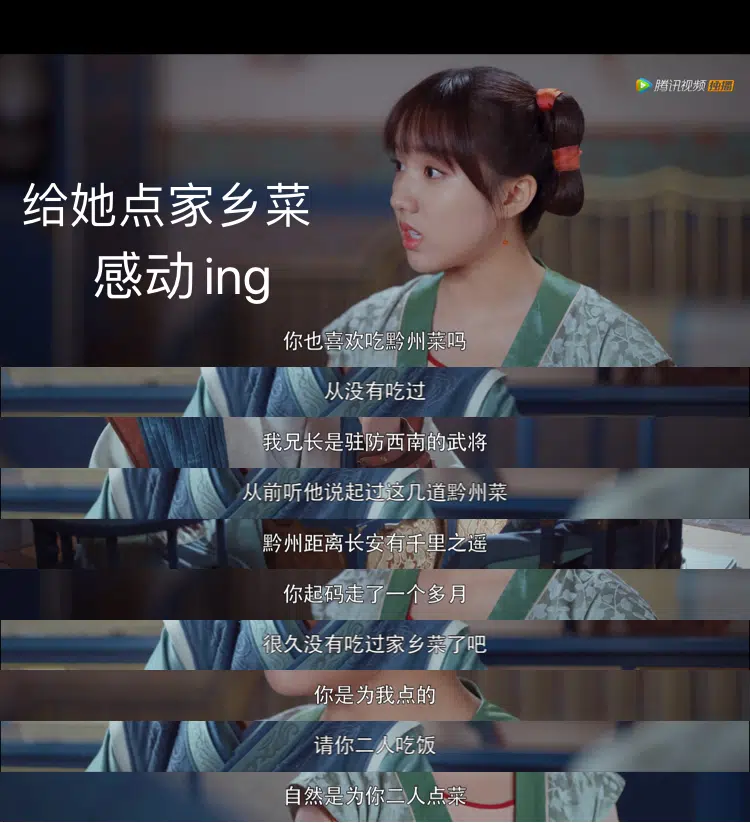 腾讯视频 独播
给她点家乡菜
感动ing
你也喜欢吃黔州菜吗
从没有吃过
我兄长是驻防西南的武将
从前听他说起过这几道黔州菜
黔州距离长安有千里之遥
你起码走了一个多月
很久没有吃过家乡菜了吧
你是为我点的
请你二人吃饭
自然是为你二人点菜